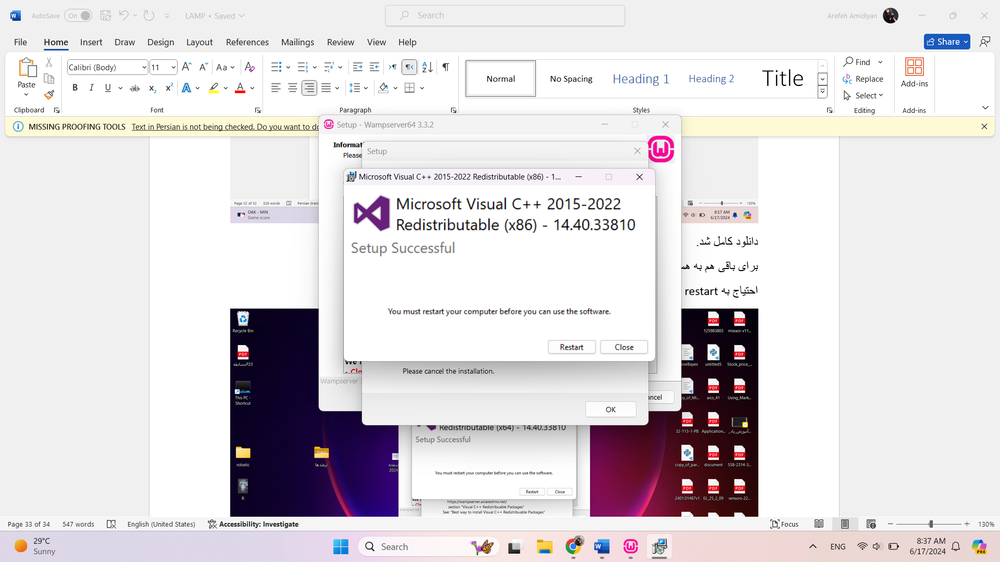 AutoSave On LAMP • Saved Search Arefeh Amidiyan
File Home Insert Draw Design Layout References Mailings Review View Help Share
Paste
Clipboard
Calibri (Body) 11
Font
Paragraph
Normal No Spacing Heading 1 Heading 2 Title
Styles
Find
Replace
Select
Editing
Add-ins
Add-ins
MISSING PROOFING TOOLS Text in Persian is not being checked. Do you want to do
Setup - Wampserver64 3.3.2
Informat
Please
Setup
Microsoft Visual C++ 2015-2022 Redistributable (x86) - 1...
Microsoft Visual C++ 2015-2022
Redistributable (x86) - 14.40.33810
Setup Successful
You must restart your computer before you can use the software.
Restart Close
Please cancel the installation.
Wampserver
ancel
OK
Page 32 of 32 528 words Persian (Iran) 130%
OAK - MIN
Game score
8:17 AM
6/17/2024
دانلود کامل شد.
برای باقی هم به هم
احتیاج به restart
Recycle Bin
مسابقهP23
This PC -
Shortcut
robatic
ترفندها
R
صفحه
2024
125983803 mieaoi-v11...
iveBayes untitled5 Stock_price_...
py_of_Mi... aics_41 Using_Mark...
32-113-1-PB Application... آموزش_یاد_...
copy_of_par... document 558-2314-3...
2401.01487v1 EL_25_2_09 sensors-22...
Redistributable (x64) - 14.40.33810
Setup Successful
You must restart your computer before you can use the software.
Restart Close
https://wampserver.aviatechno.net/
section "Visual C++ Redistribuable Packages"
See: "Best way to install Visual C++ Redistribuable Packages"
Page 33 of 34 547 words English (United States) Accessibility: Investigate Focus 130%
29°C
Sunny
Search
ENG
8:37 AM
6/17/2024
PRE